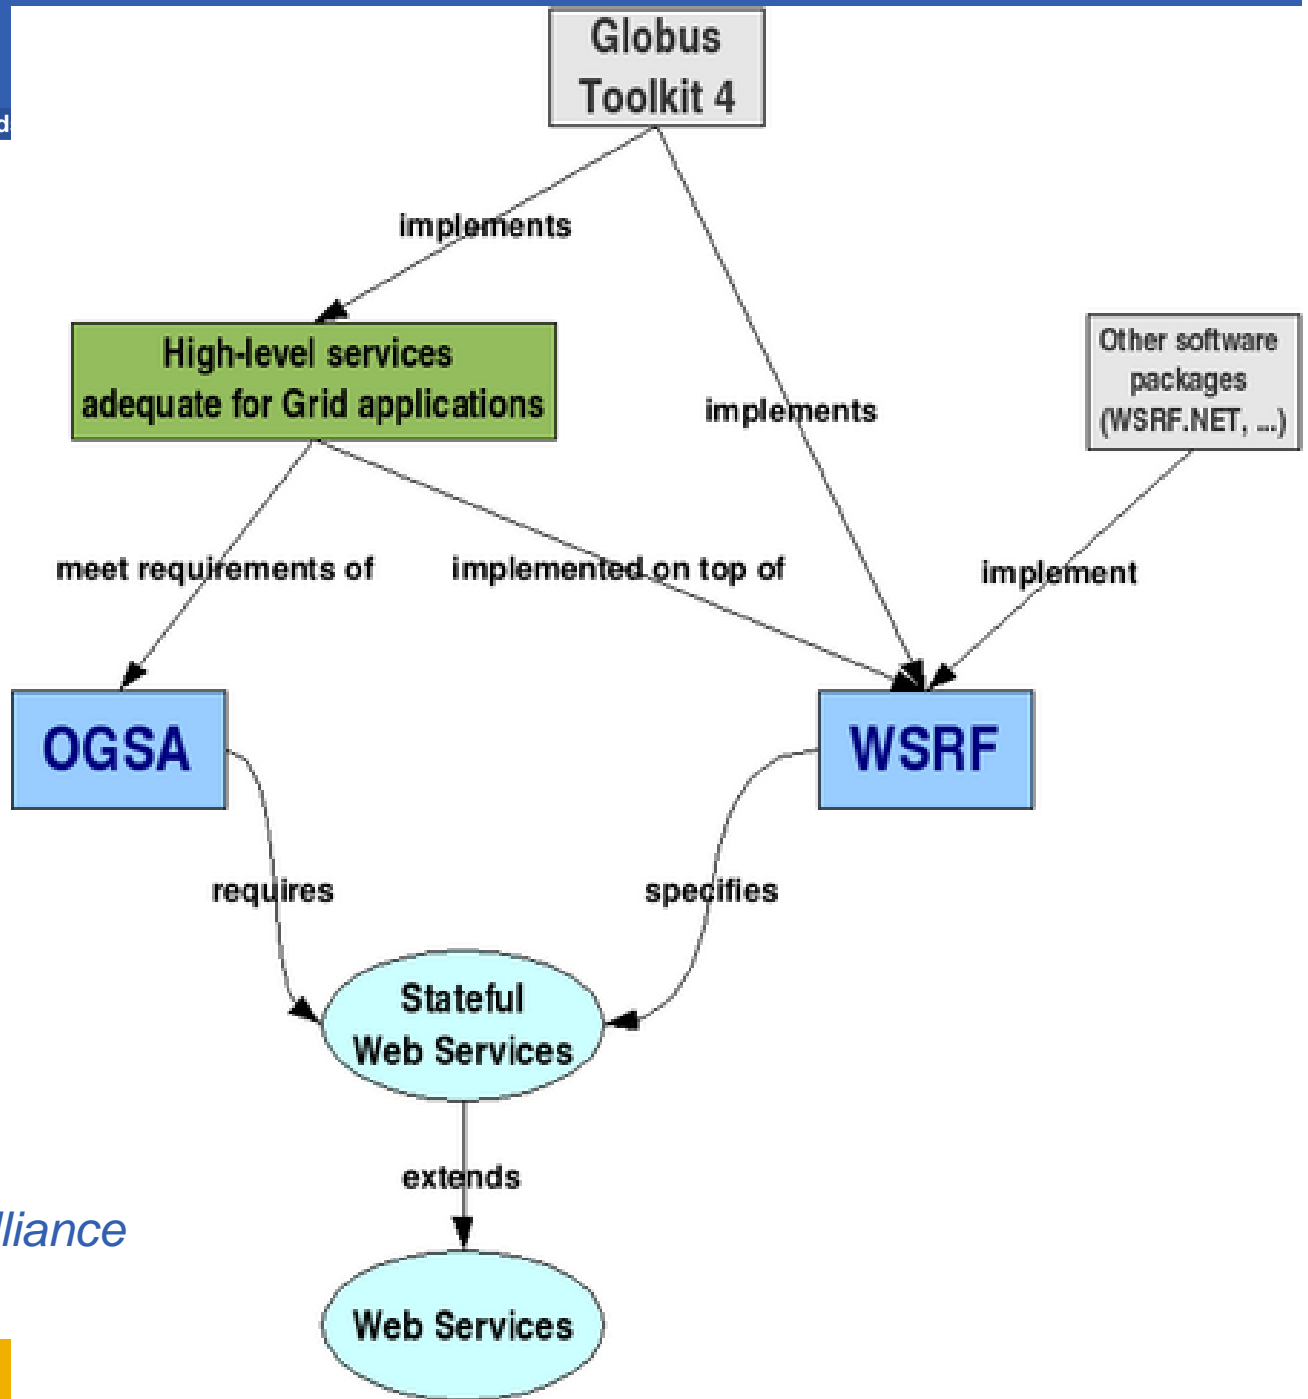 Globus
Toolkit 4
d
implements
High-level services
adequate for Grid applications
Other software
packages
(WSRF.NET, ...)
implements
meet requirements of
implemented on top of
implement
OGSA
WSRF
requires
specifies
Stateful
Web Services
extends
lliance
Web Services